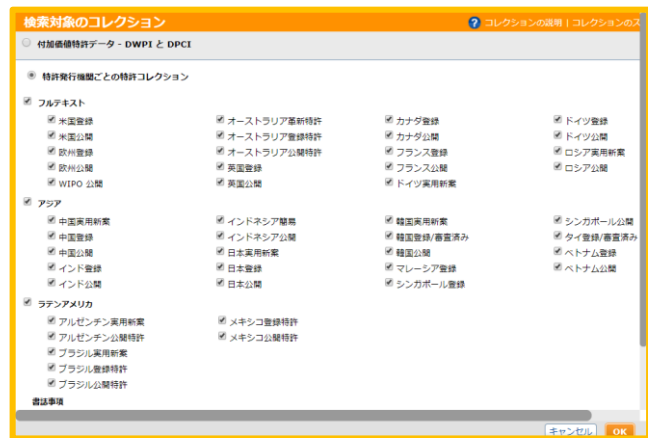 検索対象のコレクション
? コレクションの説明 | コレクションのス
付加価値特許データ - DWPI と DPCI
特許発行機関ごとの特許コレクション
フルテキスト
米国登録 オーストラリア革新特許 カナダ登録 ドイツ登録
米国公開 オーストラリア登録特許 カナダ公開 ドイツ公開
欧州登録 オーストラリア公開特許 フランス登録 ロシア実用新案
欧州公開 英国登録 フランス公開 ロシア公開
WIPO 公開 英国公開 ドイツ実用新案
アジア
中国実用新案 インドネシア簡易 韓国実用新案 シンガポール公開
中国登録 インドネシア公開 韓国登録/審査済み タイ登録/審査済み
中国公開 日本実用新案 韓国公開 ベトナム登録
インド登録 日本登録 マレーシア登録 ベトナム公開
インド公開 日本公開 シンガポール登録
ラテンアメリカ
アルゼンチン実用新案 メキシコ登録特許
アルゼンチン公開特許 メキシコ公開特許
ブラジル実用新案
ブラジル登録特許
ブラジル公開特許
書誌事項
キャンセル OK